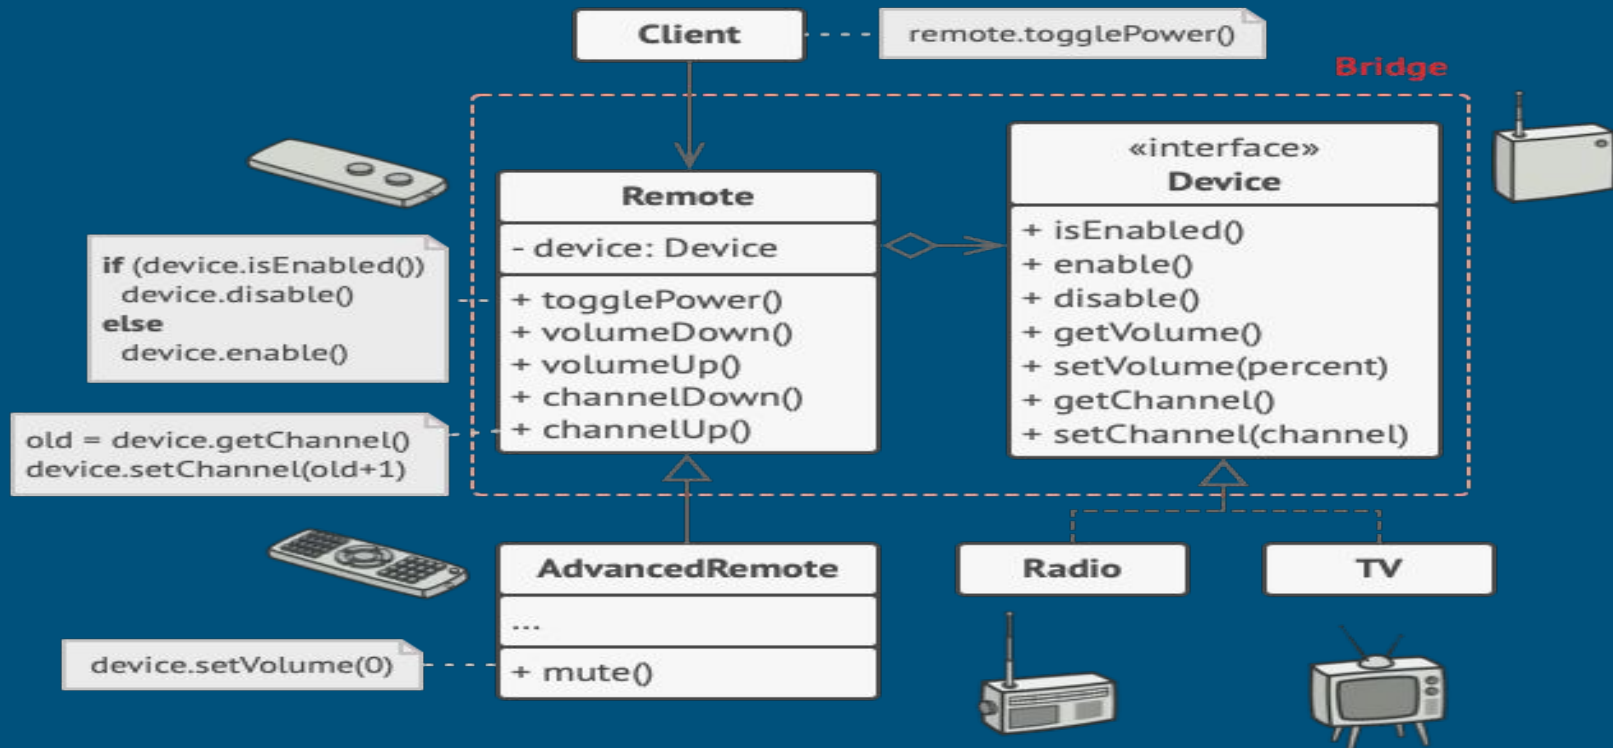 Client
remote.togglePower()
Bridge
«interface»
Device
+ isEnabled()
+ enable()
+ disable()
+ getVolume()
+ setVolume(percent)
+ getChannel()
+ setChannel(channel)
Remote
- device: Device
+ togglePower()
+ volumeDown()
+ volumeUp()
+ channelDown()
+ channelUp()
if (device.isEnabled())
device.disable()
else
device.enable()
old = device.getChannel()
device.setChannel(old+1)
AdvancedRemote
...
+ mute()
device.setVolume(0)
Radio
TV